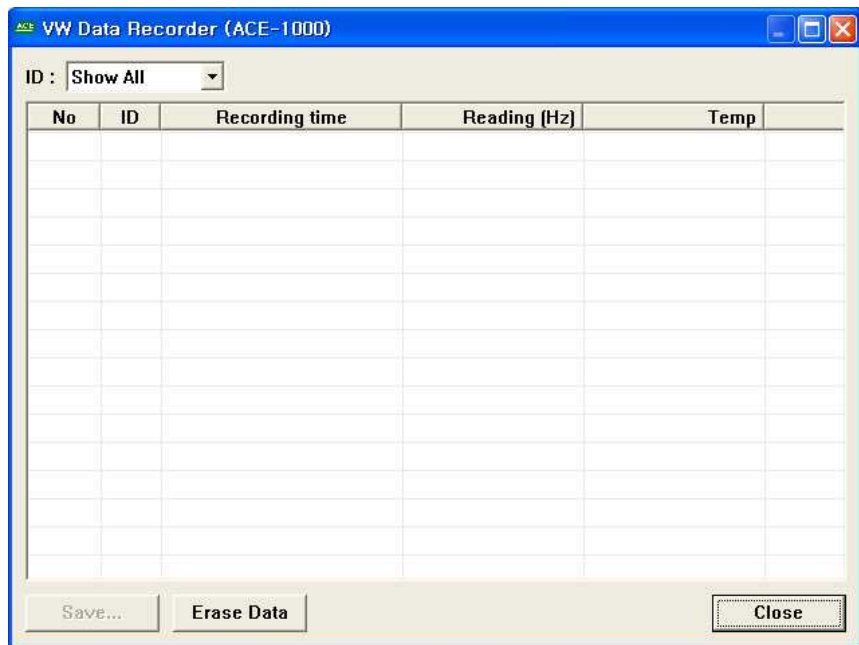 ACE VW Data Recorder (ACE-1000)
ID : Show All
No ID Recording time Reading (Hz) Temp
Save... Erase Data Close